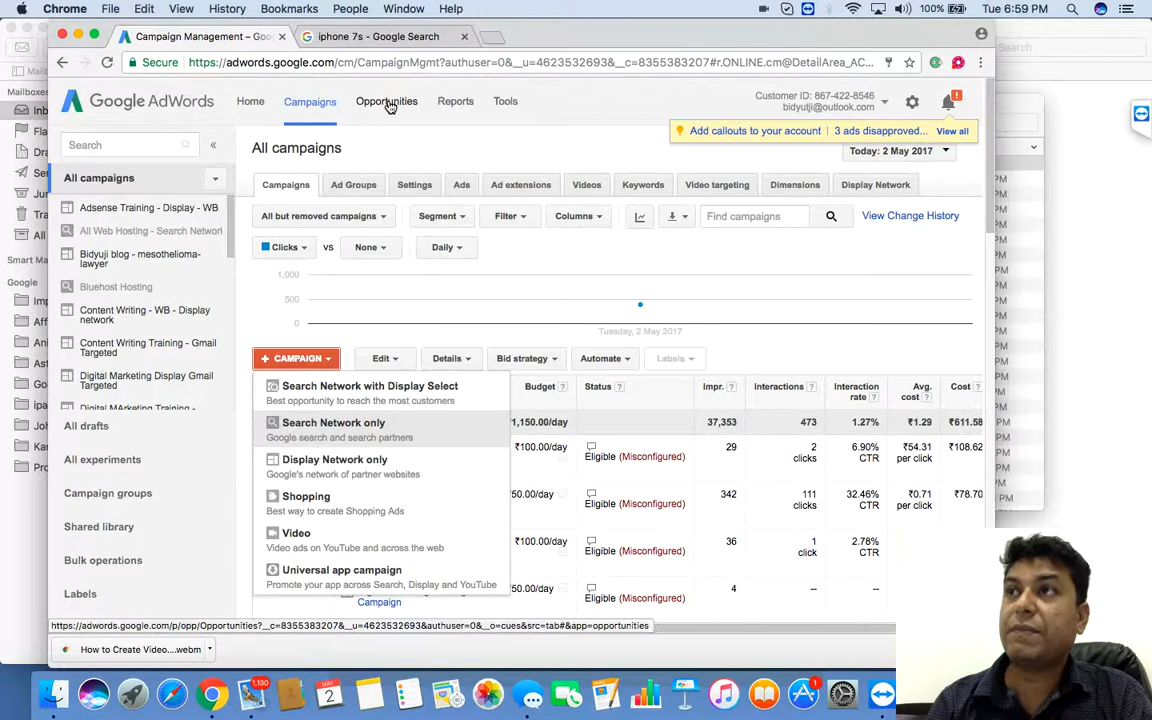 Chrome File Edit View History Bookmarks People Window Help 100% Tue 6:59 PM
Campaign Management – Goo
iphone 7s - Google Search
Secure https://adwords.google.com/cm/CampaignMgmt?authuser=0&__u=4623532693&__c=8355383207#r.ONLINE.cm@DetailArea_AC...
Search
Mailboxes
Google AdWords
Home Campaigns Opportunities Reports Tools
Customer ID: 867-422-8546
bidyutji@outlook.com
Add callouts to your account 3 ads disapproved... View all
Search
All campaigns
Today: 2 May 2017
All campaigns
Campaigns Ad Groups Settings Ads Ad extensions Videos Keywords Video targeting Dimensions Display Network
Adsense Training - Display - WB
All Web Hosting - Search Network
Bidyuji blog - mesothelioma-
lawyer
Bluehost Hosting
Content Writing - WB - Display
network
Content Writing Training - Gmail
Targeted
Digital Marketing Display Gmail
Targeted
Digital MArketing Training -
All drafts
All experiments
Campaign groups
Shared library
Bulk operations
Labels
All but removed campaigns Segment Filter Columns Find campaigns View Change History
Clicks vs None Daily
1,000
500
0
Tuesday, 2 May 2017
+ CAMPAIGN Edit Details Bid strategy Automate Labels
Search Network with Display Select
Best opportunity to reach the most customers
Search Network only
Google search and search partners
Display Network only
Google's network of partner websites
Shopping
Best way to create Shopping Ads
Video
Video ads on YouTube and across the web
Universal app campaign
Promote your app across Search, Display and YouTube
Campaign
Budget ? Status ? Impr. ? Interactions ? Interaction rate ? Avg. cost ? Cost ?
1,150.00/day 37,353 473 1.27% ₹1.29 ₹611.58
₹100.00/day Eligible (Misconfigured) 29 2 clicks 6.90% CTR ₹54.31 per click ₹108.62
50.00/day Eligible (Misconfigured) 342 111 clicks 32.46% CTR ₹0.71 per click ₹78.70
₹100.00/day Eligible (Misconfigured) 36 1 click 2.78% CTR
50.00/day Eligible (Misconfigured) 4 -- --
https://adwords.google.com/p/opp/Opportunities?__c=8355383207&__u=4623532693&authuser=0&__o=cues&src=tab#&app=opportunities
How to Create Video....webm
1,130
MAY
2
1